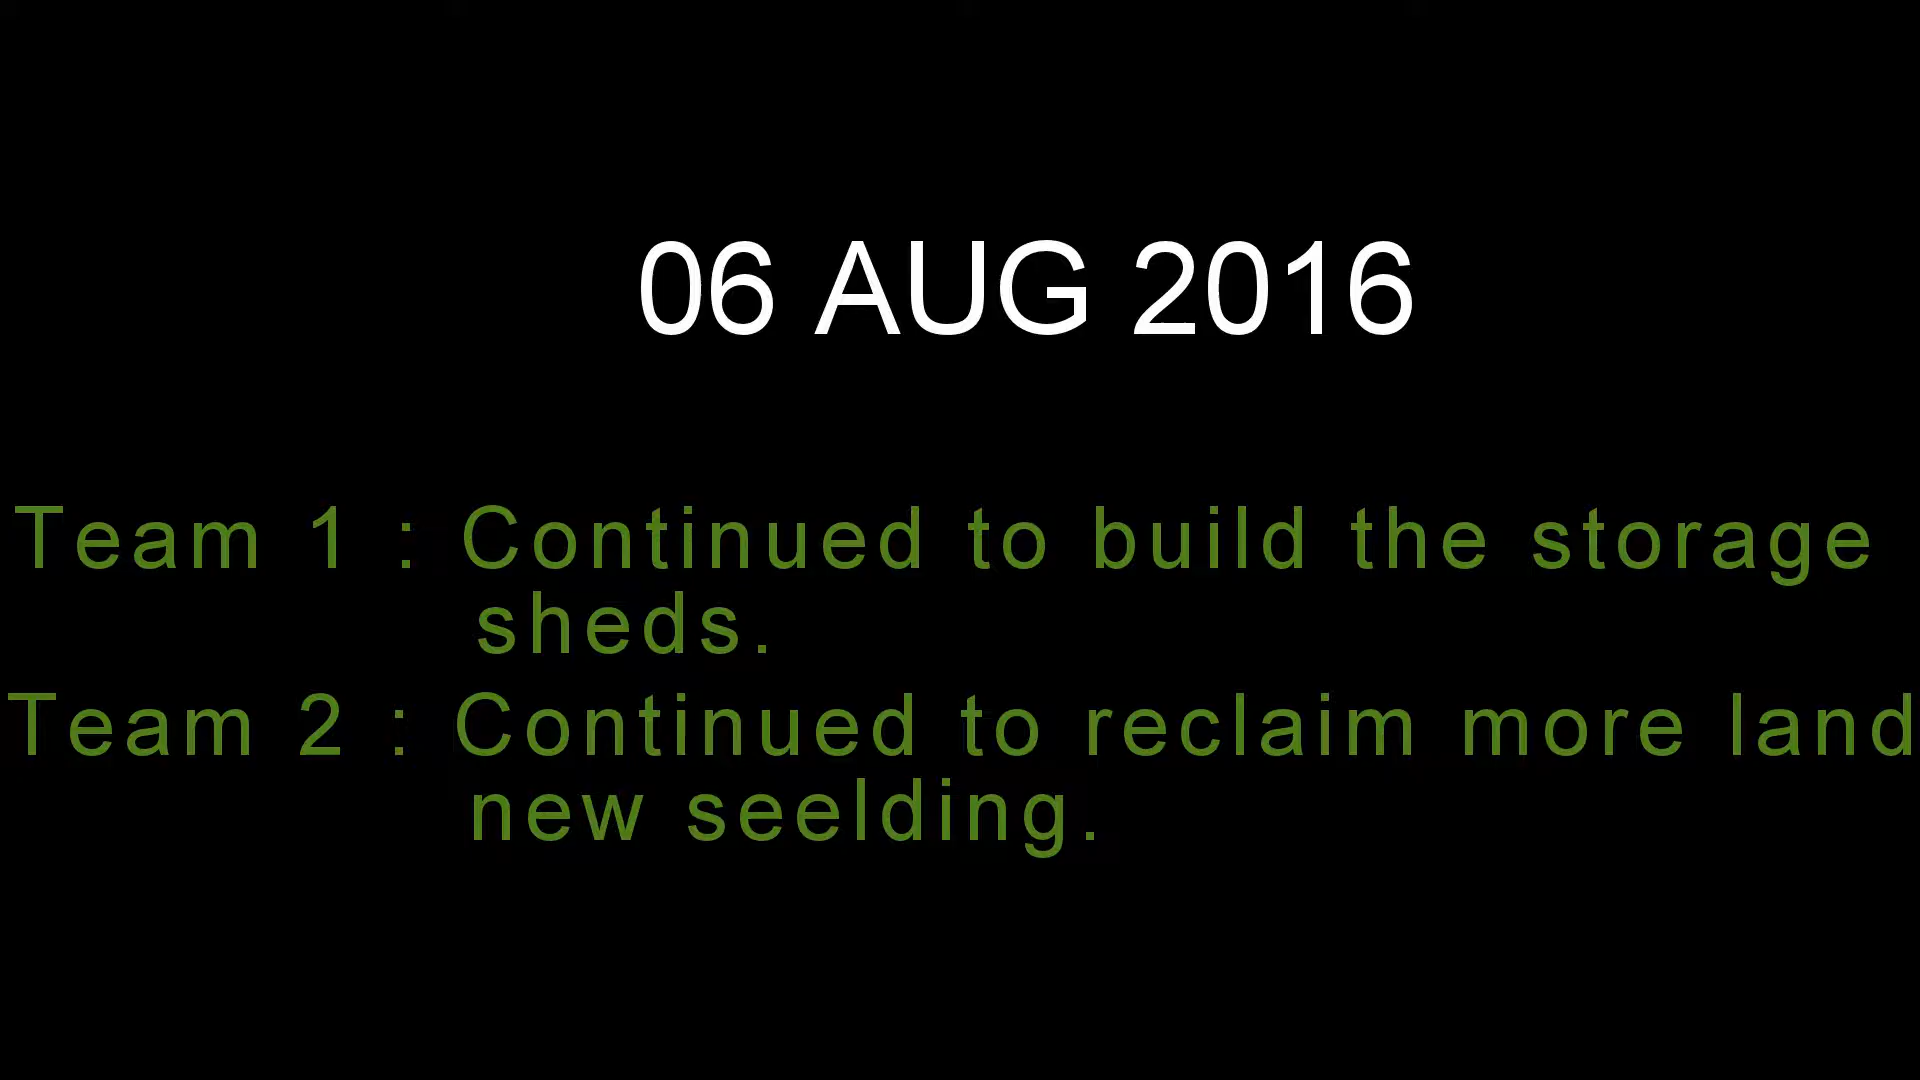 06 AUG 2016
Team 1 : Continued to build the storage
sheds.
Team 2 : Continued to reclaim more land
new seelding.